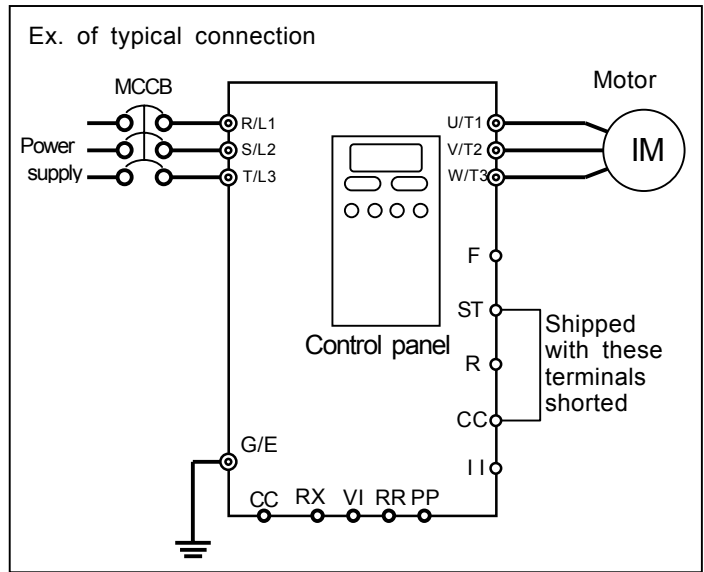 Ex. of typical connection
MCCB
Motor
Power
supply
R/L1
S/L2
T/L3
U/T1
V/T2
W/T3
IM
F
ST
Shipped
with these
terminals
shorted
Control panel
R
CC
G/E
II
CC RX VI RR PP